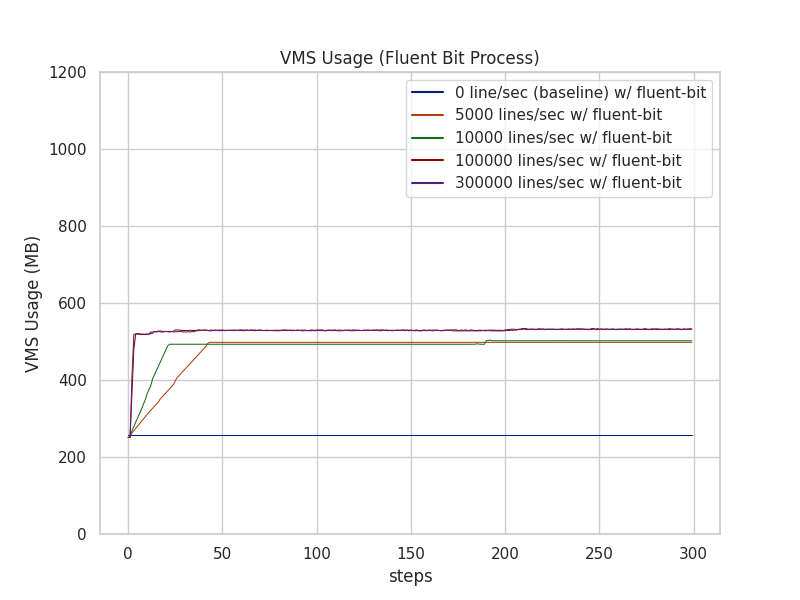 VMS Usage (Fluent Bit Process)
1200
1000
800
600
400
200
0
VMS Usage (MB)
0 line/sec (baseline) w/ fluent-bit
5000 lines/sec w/ fluent-bit
10000 lines/sec w/ fluent-bit
100000 lines/sec w/ fluent-bit
300000 lines/sec w/ fluent-bit
0 50 100 150 200 250 300
steps